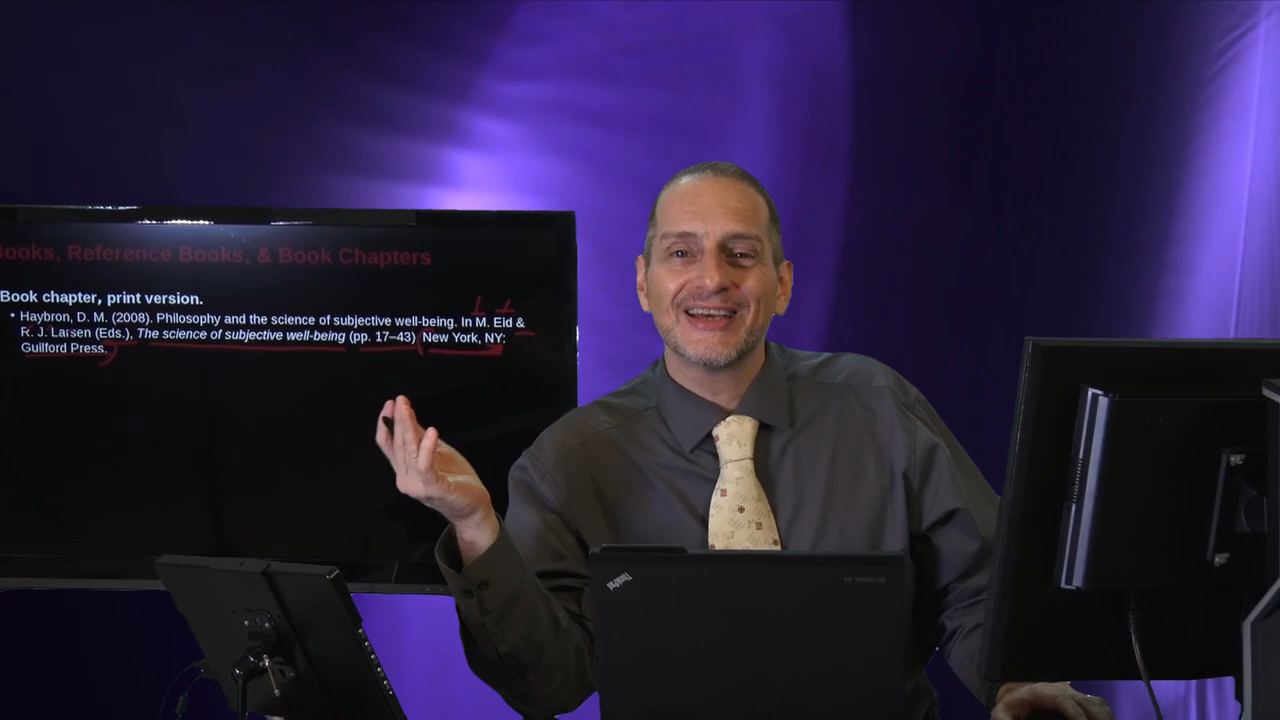 Books, Reference Books, & Book Chapters
Book chapter, print version.
• Haybron, D. M. (2008). Philosophy and the science of subjective well-being. In M. Eid &
R. J. Larsen (Eds.), The science of subjective well-being (pp. 17–43). New York, NY:
Guilford Press.
ThinkPad